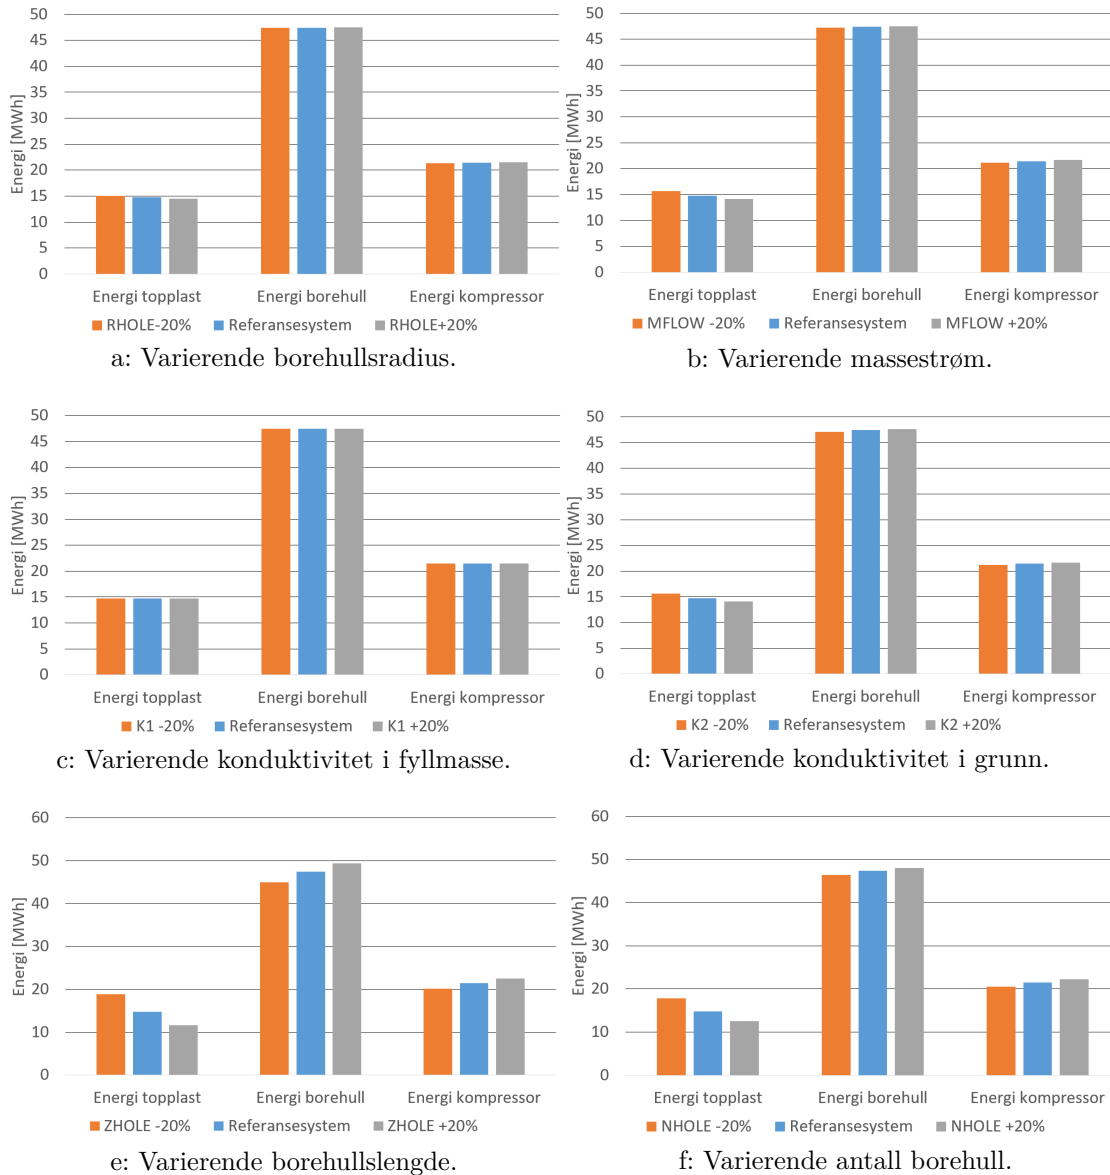 50
45
40
35
30
25
20
15
10
5
0
Energi [MWh]
Energi topplast Energi borehull Energi kompressor
RHOLE-20% Referansesystem RHOLE+20%
a: Varierende borehullsradius.
50
45
40
35
30
25
20
15
10
5
0
Energi [MWh]
Energi topplast Energi borehull Energi kompressor
MFLOW -20% Referansesystem MFLOW +20%
b: Varierende massestrøm.
50
45
40
35
30
25
20
15
10
5
0
Energi [MWh]
Energi topplast Energi borehull Energi kompressor
K1 -20% Referansesystem K1 +20%
c: Varierende konduktivitet i fyllmasse.
50
45
40
35
30
25
20
15
10
5
0
Energi [MWh]
Energi topplast Energi borehull Energi kompressor
K2 -20% Referansesystem K2 +20%
d: Varierende konduktivitet i grunn.
60
50
40
30
20
10
0
Energi [MWh]
Energi topplast Energi borehull Energi kompressor
ZHOLE -20% Referansesystem ZHOLE +20%
e: Varierende borehullslengde.
60
50
40
30
20
10
0
Energi [MWh]
Energi topplast Energi borehull Energi kompressor
NHOLE -20% Referansesystem NHOLE +20%
f: Varierende antall borehull.